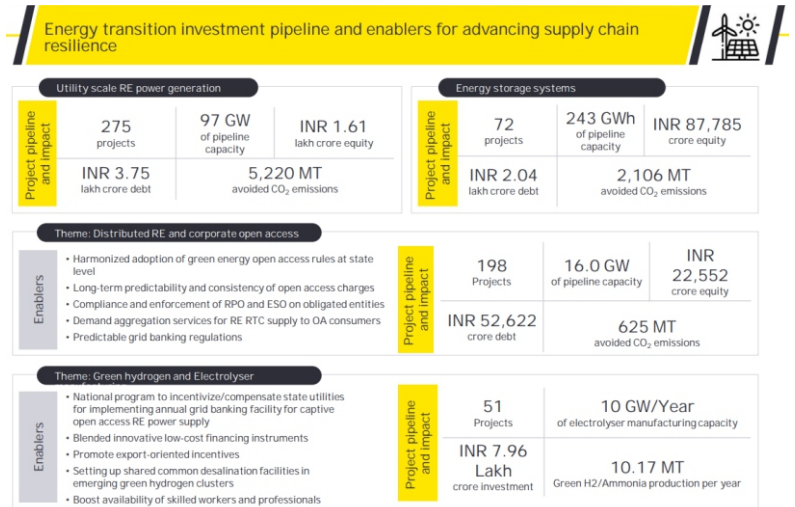 Energy transition investment pipeline and enablers for advancing supply chain
resilience
Utility scale RE power generation
Project pipeline
and impact
275
projects
97 GW
of pipeline
capacity
INR 1.61
lakh crore equity
INR 3.75
lakh crore debt
5,220 MT
avoided CO₂ emissions
Energy storage systems
Project pipeline
and impact
72
projects
243 GWh
of pipeline
capacity
INR 87,785
crore equity
INR 2.04
lakh crore debt
2,106 MT
avoided CO₂ emissions
Theme: Distributed RE and corporate open access
Enablers
• Harmonized adoption of green energy open access rules at state
level
• Long-term predictability and consistency of open access charges
• Compliance and enforcement of RPO and ESO on obligated entities
• Demand aggregation services for RE RTC supply to OA consumers
• Predictable grid banking regulations
Project pipeline
and impact
198
Projects
16.0 GW
of pipeline capacity
INR
22,552
crore equity
INR 52,622
crore debt
625 MT
avoided CO₂ emissions
Theme: Green hydrogen and Electrolyser
Enablers
• National program to incentivize/compensate state utilities
for implementing annual grid banking facility for captive
open access RE power supply
• Blended innovative low-cost financing instruments
• Promote export-oriented incentives
• Setting up shared common desalination facilities in
emerging green hydrogen clusters
• Boost availability of skilled workers and professionals
Project pipeline
and impact
51
Projects
10 GW/Year
of electrolyser manufacturing capacity
INR 7.96
Lakh
crore investment
10.17 MT
Green H2/Ammonia production per year